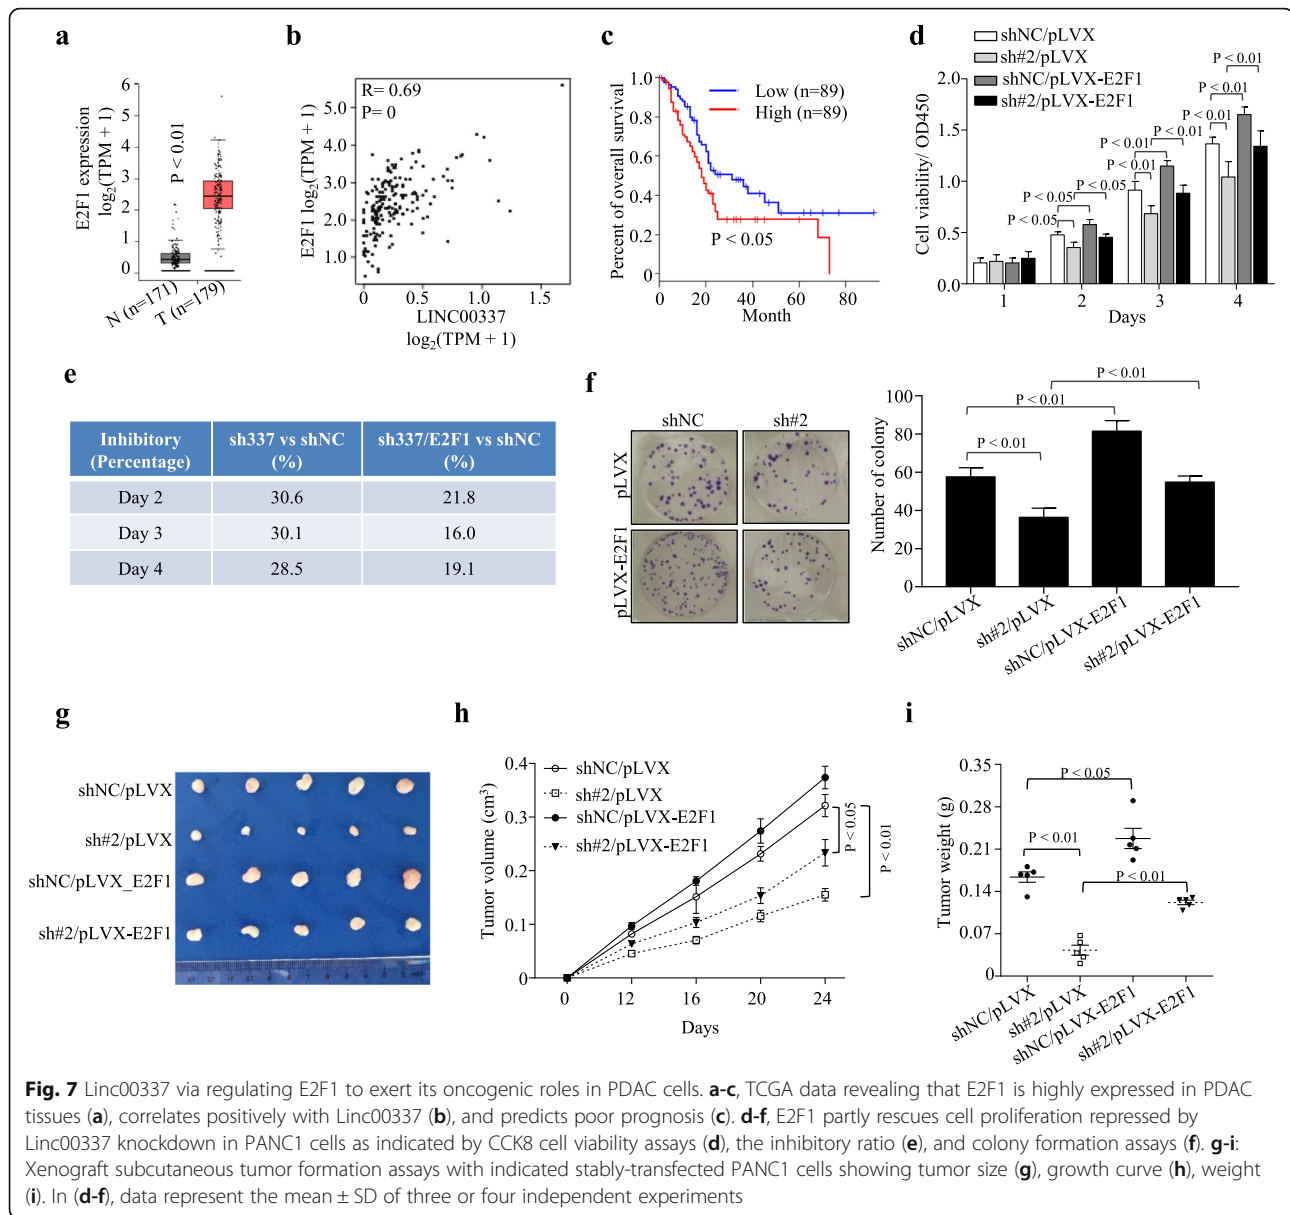 a
E2F1 expression
log2(TPM + 1)
6
5
4
3
2
1
0
P < 0.01
N (n=171)
T (n=179)
b
R= 0.69
P= 0
E2F1 log2(TPM + 1)
5.0
4.0
3.0
2.0
1.0
0
0.5
1.0
1.5
LINC00337
log2(TPM + 1)
c
Percent of overall survival
1.0
0.8
0.6
0.4
0.2
0
Low (n=89)
High (n=89)
P < 0.05
0 20 40 60 80
Month
d
shNC/pLVX
sh#2/pLVX
shNC/pLVX-E2F1
sh#2/pLVX-E2F1
Cell viability/ OD450
2.0
1.5
1.0
0.5
0.0
P < 0.05
P < 0.05
P < 0.05
P < 0.01
P < 0.01
P < 0.01
P < 0.01
P < 0.01
P < 0.01
1 2 3 4
Days
e
Inhibitory (Percentage) sh337 vs shNC (%) sh337/E2F1 vs shNC (%)
Day 2 30.6 21.8
Day 3 30.1 16.0
Day 4 28.5 19.1
f
shNC sh#2
pLVX
pLVX-E2F1
Number of colony
100
80
60
40
20
0
P < 0.01
P < 0.01
P < 0.01
shNC/pLVX
sh#2/pLVX
shNC/pLVX-E2F1
sh#2/pLVX-E2F1
g
shNC/pLVX
sh#2/pLVX
shNC/pLVX_E2F1
sh#2/pLVX-E2F1
h
Tumor volume (cm3)
0.4
0.3
0.2
0.1
0
shNC/pLVX
sh#2/pLVX
shNC/pLVX-E2F1
sh#2/pLVX-E2F1
P < 0.05
P < 0.01
0 12 16 20 24
Days
i
Tumor weight (g)
0.35
0.28
0.21
0.14
0.07
0
P < 0.05
P < 0.01
P < 0.01
shNC/pLVX
sh#2/pLVX
shNC/pLVX-E2F1
sh#2/pLVX-E2F1
Fig. 7 Linc00337 via regulating E2F1 to exert its oncogenic roles in PDAC cells. a-c, TCGA data revealing that E2F1 is highly expressed in PDAC
tissues (a), correlates positively with Linc00337 (b), and predicts poor prognosis (c). d-f, E2F1 partly rescues cell proliferation repressed by
Linc00337 knockdown in PANC1 cells as indicated by CCK8 cell viability assays (d), the inhibitory ratio (e), and colony formation assays (f). g-i:
Xenograft subcutaneous tumor formation assays with indicated stably-transfected PANC1 cells showing tumor size (g), growth curve (h), weight
(i). In (d-f), data represent the mean ± SD of three or four independent experiments